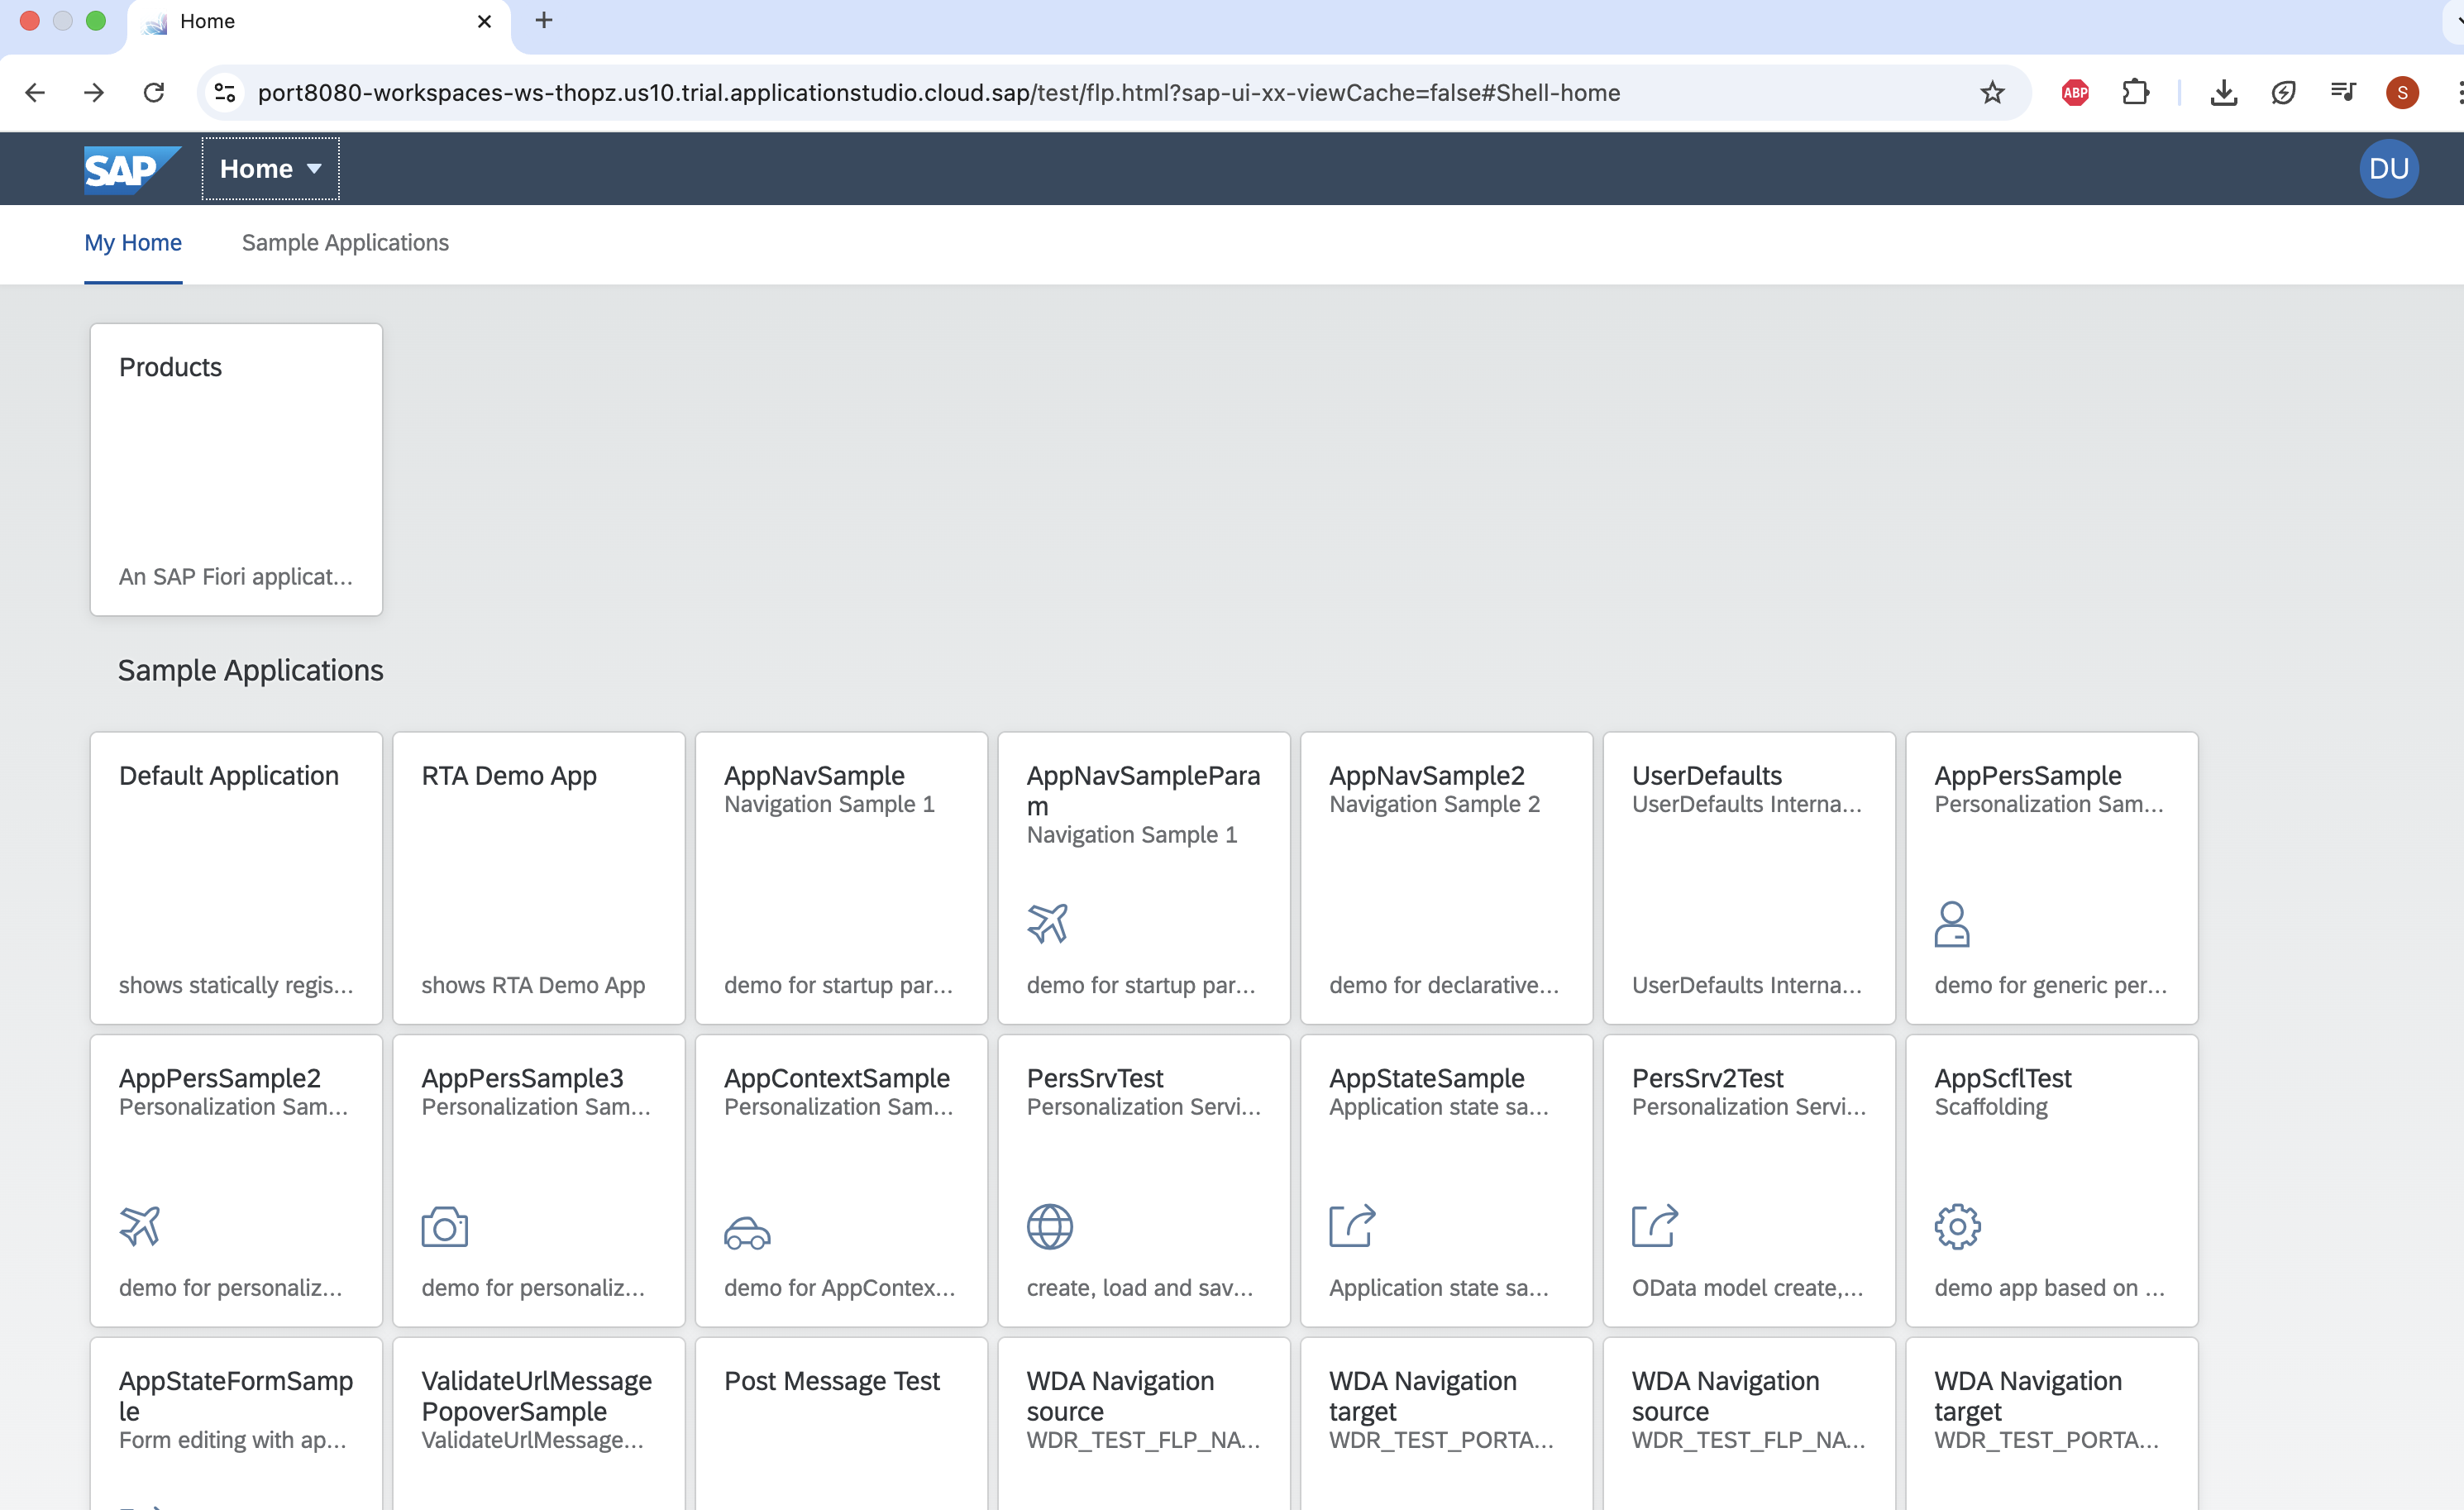 Home
port8080-workspaces-ws-thopz.us10.trial.applicationstudio.cloud.sap/test/flp.html?sap-ui-xx-viewCache=false#Shell-home
ABP
S
SAP
Home
DU
My Home
Sample Applications
Products
An SAP Fiori applicat...
Sample Applications
Default Application
shows statically regis...
RTA Demo App
shows RTA Demo App
AppNavSample
Navigation Sample 1
demo for startup par...
AppNavSamplePara
m
Navigation Sample 1
demo for startup par...
AppNavSample2
Navigation Sample 2
demo for declarative...
UserDefaults
UserDefaults Interna...
UserDefaults Interna...
AppPersSample
Personalization Sam...
demo for generic per...
AppPersSample2
Personalization Sam...
demo for personaliz...
AppPersSample3
Personalization Sam...
demo for personaliz...
AppContextSample
Personalization Sam...
demo for AppContex...
PersSrvTest
Personalization Servi...
create, load and sav...
AppStateSample
Application state sa...
Application state sa...
PersSrv2Test
Personalization Servi...
OData model create,...
AppScflTest
Scaffolding
demo app based on ...
AppStateFormSamp
le
Form editing with ap...
ValidateUrlMessage
PopoverSample
ValidateUrlMessage...
Post Message Test
WDA Navigation
source
WDR_TEST_FLP_NA...
WDA Navigation
target
WDR_TEST_PORTA...
WDA Navigation
source
WDR_TEST_FLP_NA...
WDA Navigation
target
WDR_TEST_PORTA...